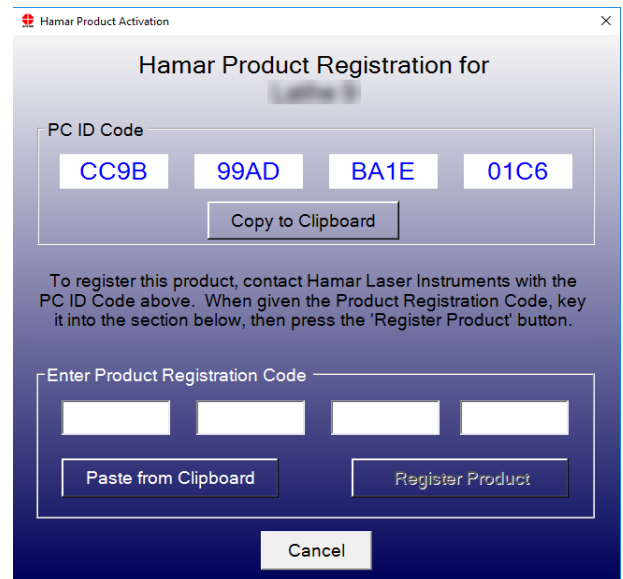 Hamar Product Activation
Hamar Product Registration for
PC ID Code
CC9B 99AD BA1E 01C6
Copy to Clipboard
To register this product, contact Hamar Laser Instruments with the
PC ID Code above. When given the Product Registration Code, key
it into the section below, then press the 'Register Product' button.
Enter Product Registration Code
Paste from Clipboard Register Product
Cancel